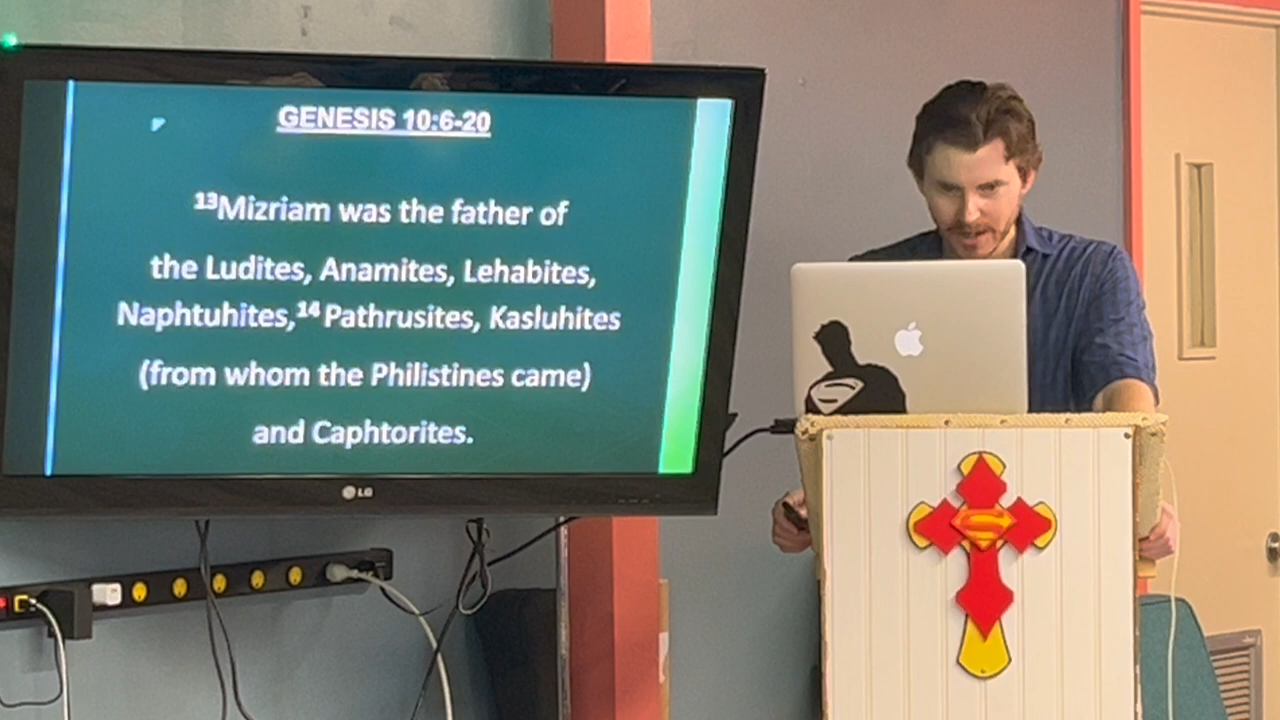 GENESIS 10:6-20
¹³Mizriam was the father of
the Ludites, Anamites, Lehabites,
Naphtuhites,¹⁴ Pathrusites, Kasluhites
(from whom the Philistines came)
and Caphtorites.
LG